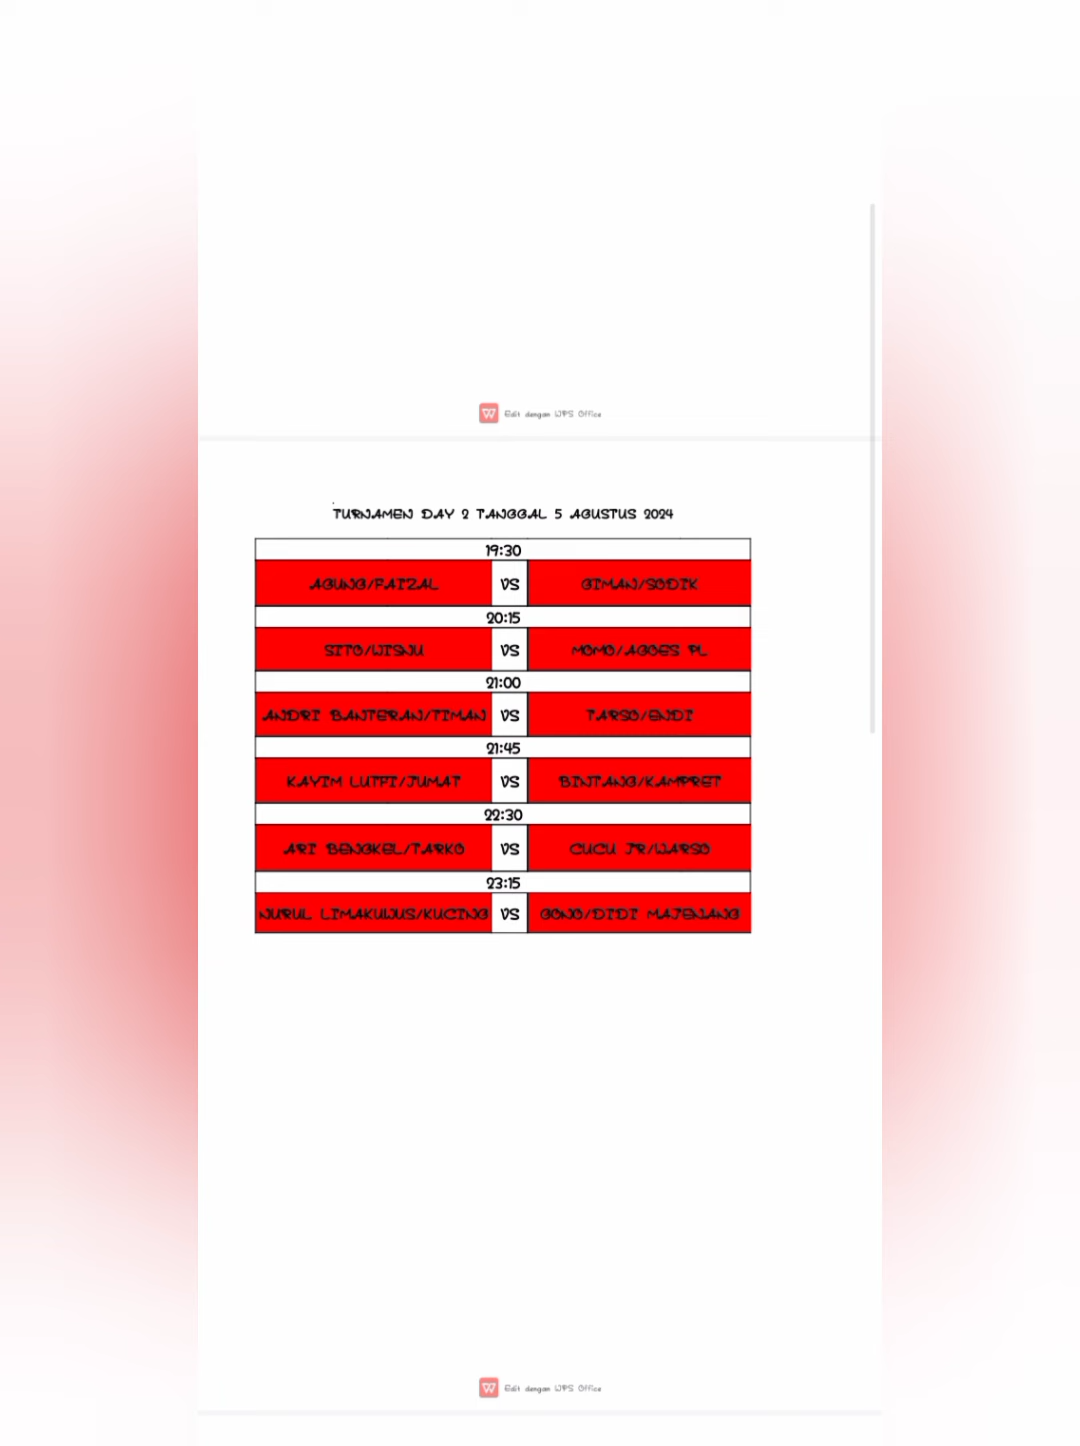 Edit dengan WPS Office
TURNAMEN DAY 2 TANGGAL 5 AGUSTUS 2024
19:30
AGUNG/FAIZAL VS GIMAN/SODIK
20:15
SITO/WISNU VS MOMO/AGOES PL
21:00
ANDRI BANTERAN/TIMAN VS TARSO/ENDI
21:45
KAYIM LUTFI/JUMAT VS BINTANG/KAMPRET
22:30
ARI BENGKEL/TARKO VS CUCU JR/WARSO
23:15
NURUL LIMAKUWUS/KUCING VS GONO/DIDI MAJENANG
Edit dengan WPS Office